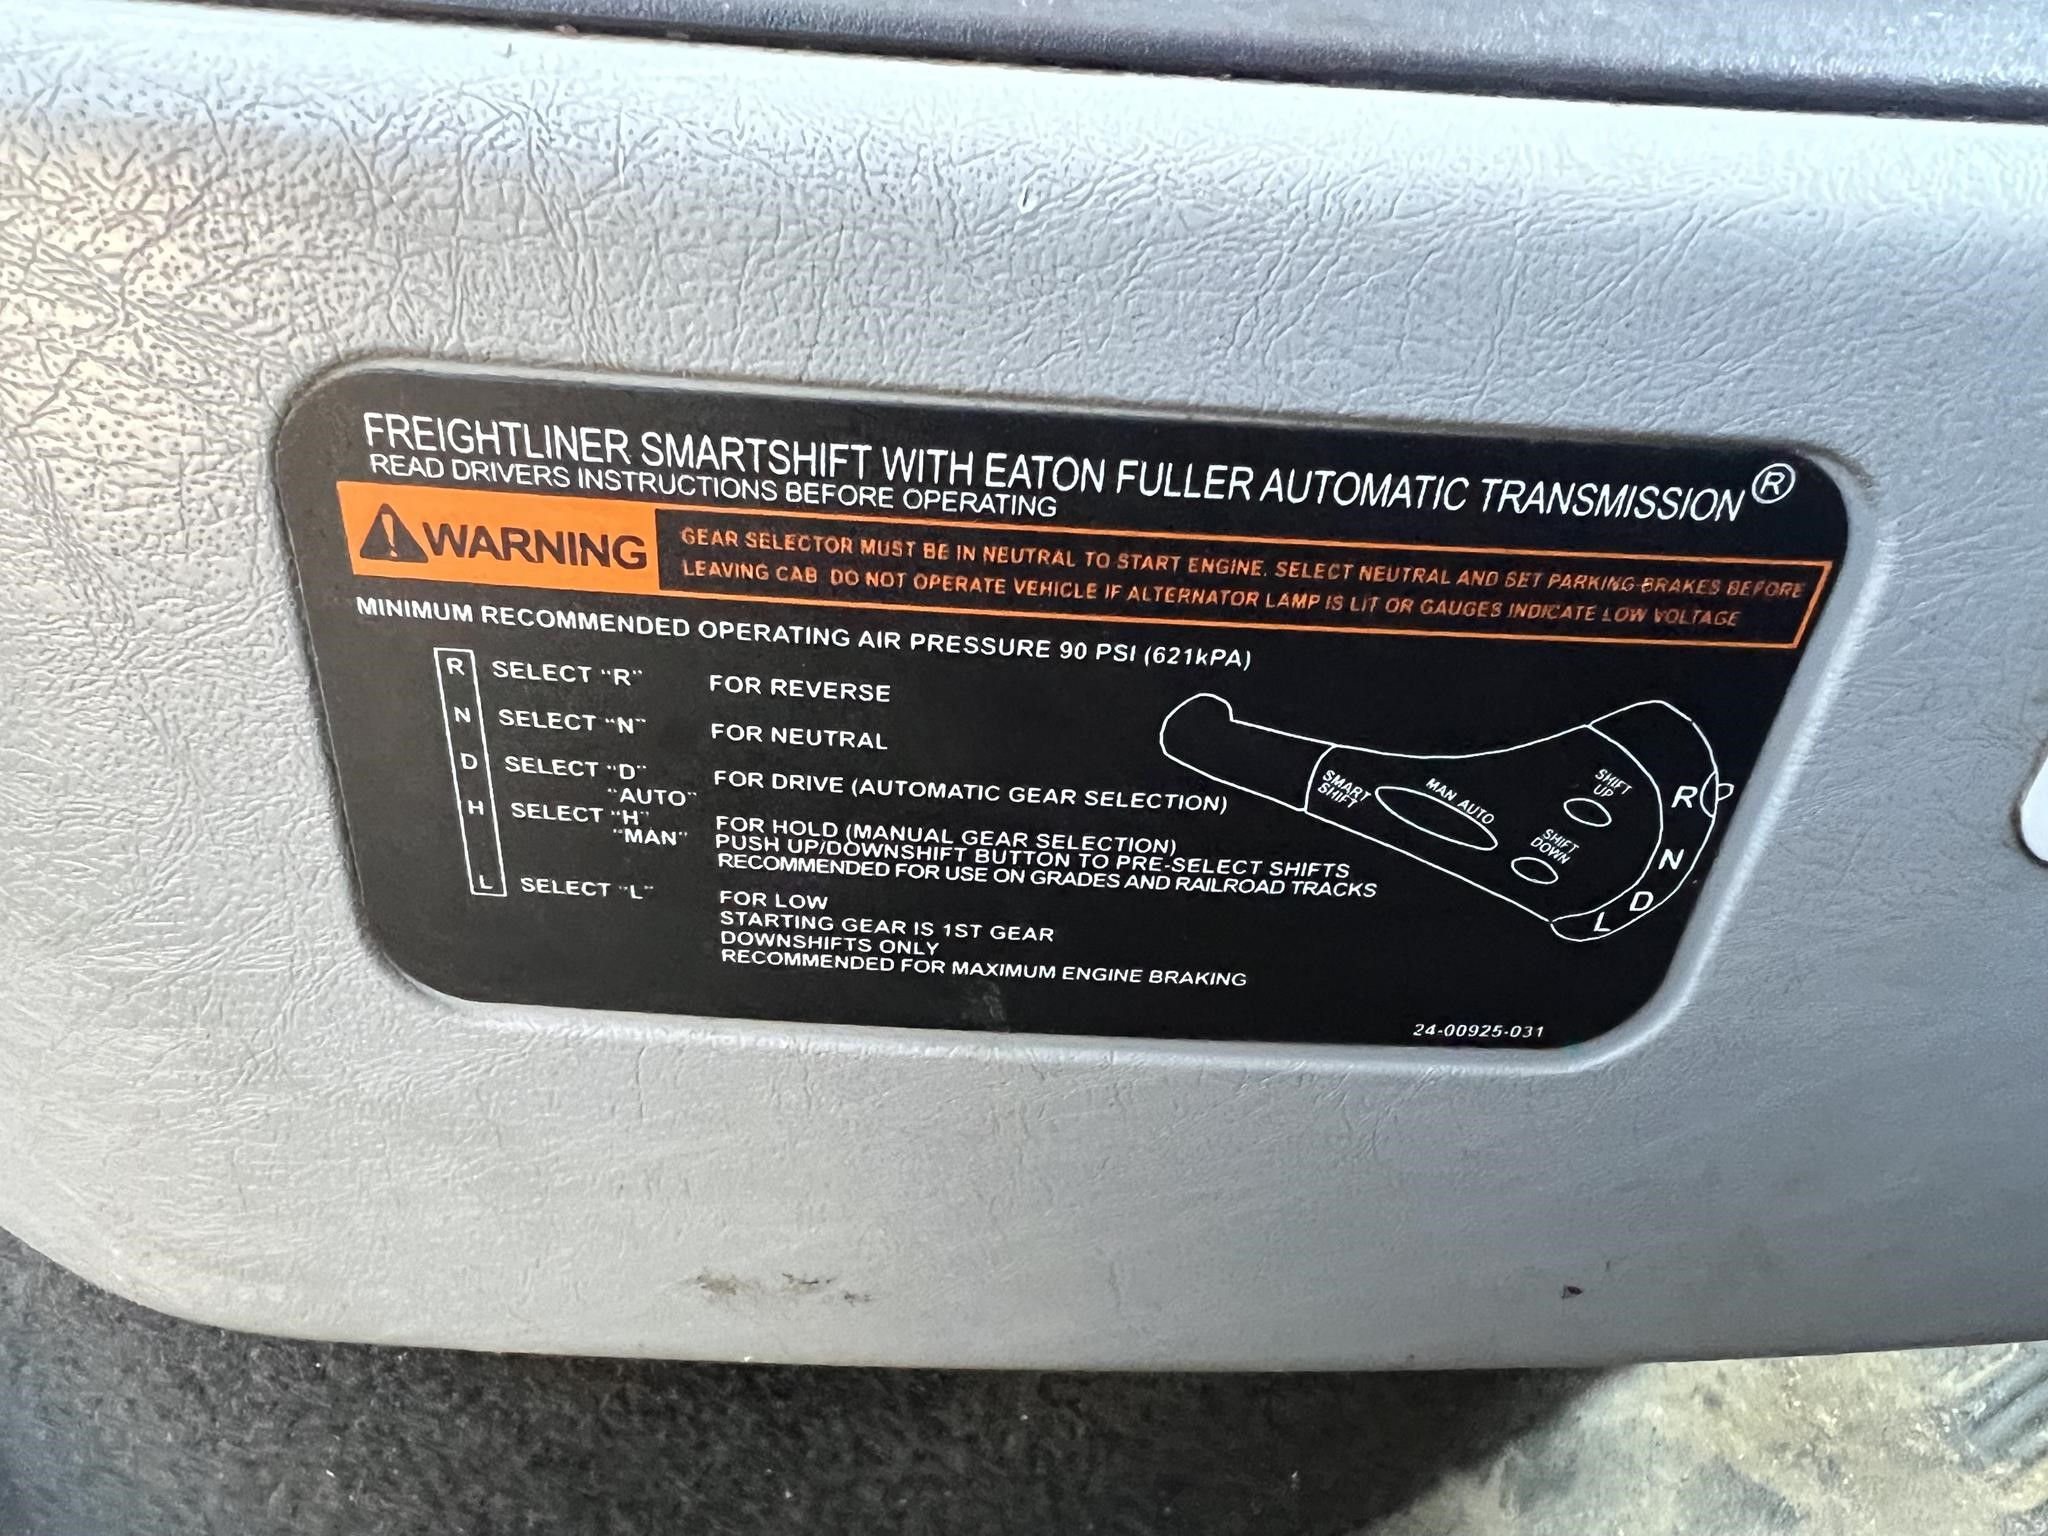 FREIGHTLINER SMARTSHIFT WITH EATON FULLER AUTOMATIC TRANSMISSION ®
READ DRIVERS INSTRUCTIONS BEFORE OPERATING
WARNING
GEAR SELECTOR MUST BE IN NEUTRAL TO START ENGINE. SELECT NEUTRAL AND SET PARKING BRAKES BEFORE
LEAVING CAB DO NOT OPERATE VEHICLE IF ALTERNATOR LAMP IS LIT OR GAUGES INDICATE LOW VOLTAGE
MINIMUM RECOMMENDED OPERATING AIR PRESSURE 90 PSI (621kPA)
R SELECT "R" FOR REVERSE
N SELECT "N" FOR NEUTRAL
D SELECT "D" FOR DRIVE (AUTOMATIC GEAR SELECTION)
"AUTO"
H SELECT "H" FOR HOLD (MANUAL GEAR SELECTION)
"MAN" PUSH UP/DOWNSHIFT BUTTON TO PRE-SELECT SHIFTS
RECOMMENDED FOR USE ON GRADES AND RAILROAD TRACKS
L SELECT "L" FOR LOW
STARTING GEAR IS 1ST GEAR
DOWNSHIFTS ONLY
RECOMMENDED FOR MAXIMUM ENGINE BRAKING
SMART
SHIFT
MAN AUTO
SHIFT
UP
SHIFT
DOWN
R
N
D
L
24-00925-031